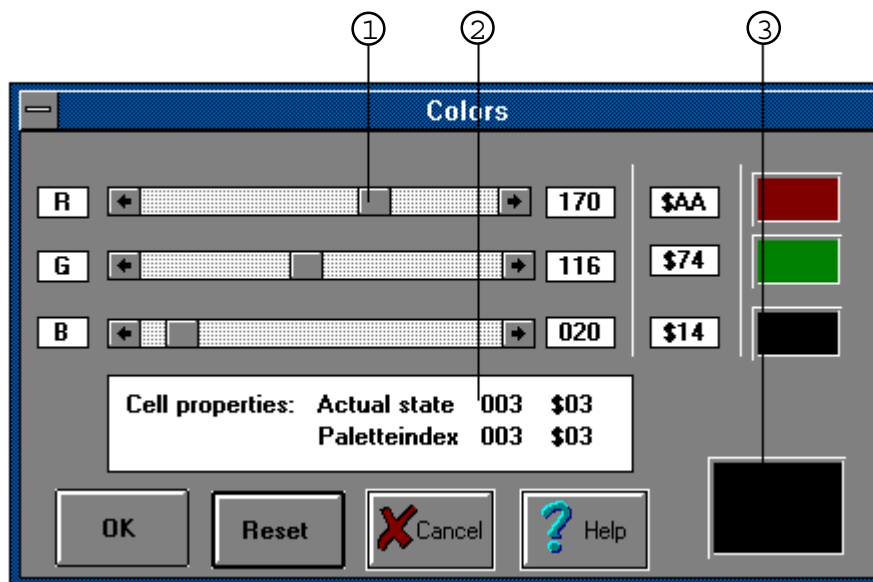 1 2 3
Colors
R 170 $AA
G 116 $74
B 020 $14
Cell properties: Actual state 003 $03
Paletteindex 003 $03
OK Reset Cancel ? Help